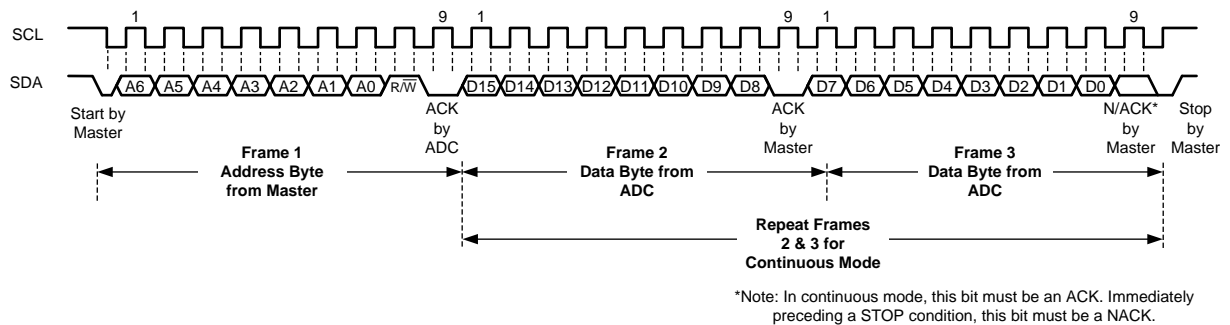 1 9 1 9 1 9
SCL
SDA A6 A5 A4 A3 A2 A1 A0 R/W D15 D14 D13 D12 D11 D10 D9 D8 D7 D6 D5 D4 D3 D2 D1 D0
Start by
Master
ACK
by
ADC
ACK
by
Master
N/ACK*
by
Master
Stop
by
Master
Frame 1
Address Byte
from Master
Frame 2
Data Byte from
ADC
Frame 3
Data Byte from
ADC
Repeat Frames
2 & 3 for
Continuous Mode
*Note: In continuous mode, this bit must be an ACK. Immediately
preceding a STOP condition, this bit must be a NACK.